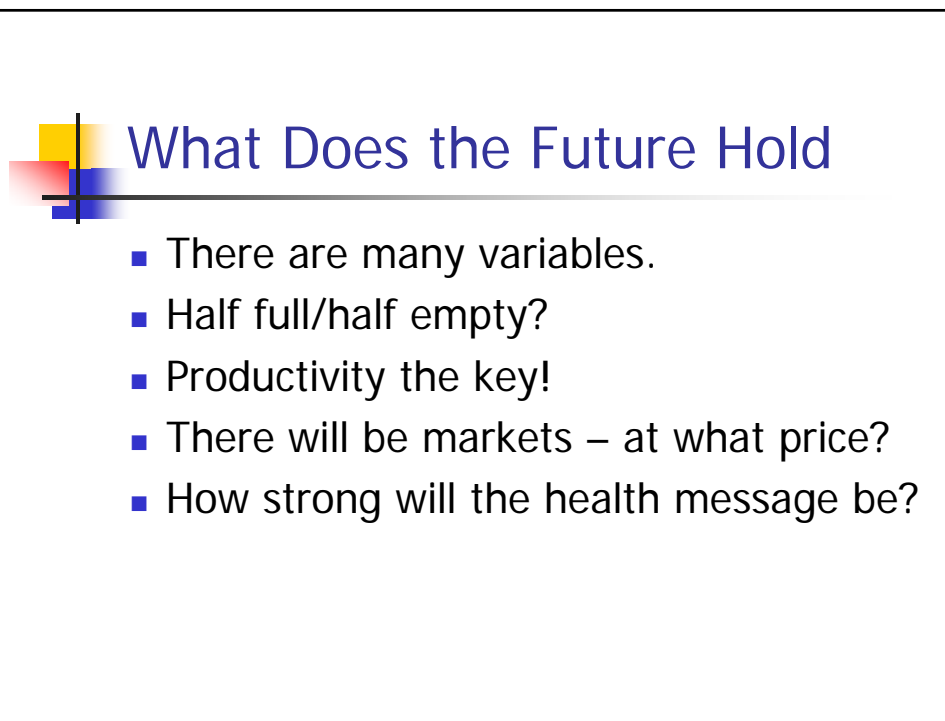 What Does the Future Hold
There are many variables.
Half full/half empty?
Productivity the key!
There will be markets – at what price?
How strong will the health message be?